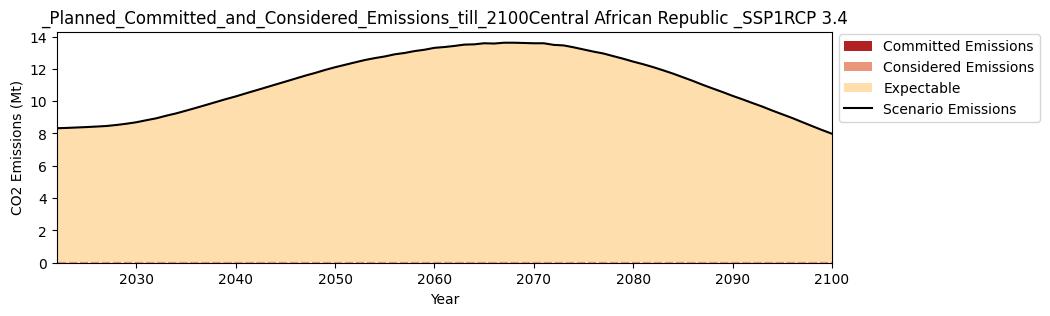 _Planned_Committed_and_Considered_Emissions_till_2100Central African Republic _SSP1RCP 3.4
14
12
10
8
6
4
2
0
CO2 Emissions (Mt)
2030 2040 2050 2060 2070 2080 2090 2100
Year
Committed Emissions
Considered Emissions
Expectable
Scenario Emissions